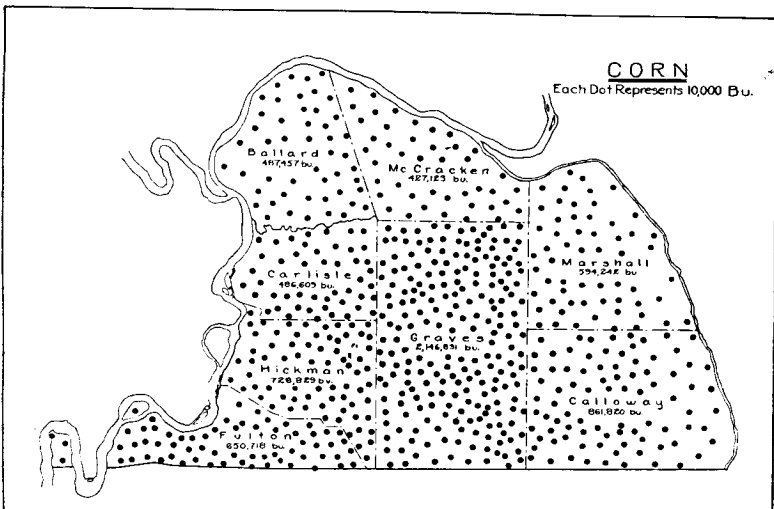 CORN
Each Dot Represents 10,000 Bu.
Ballard
487,457 bu.
McCracken
427,123 bu.
Carlisle
486,609 bu.
Marshall
594,242 bu
Graves
2,146,831 bu.
Hickman
728,829 bu.
Calloway
861,820 bu
Fulton
650,718 bu.